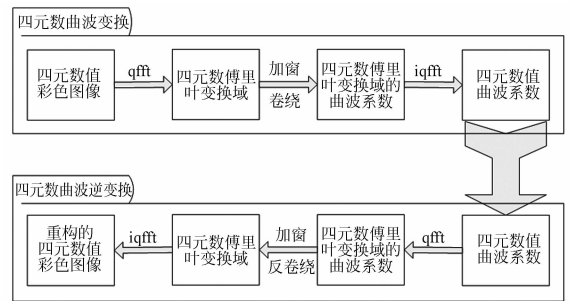 四元数曲波变换
四元数值
彩色图像
qfft
四元数傅里
叶变换域
加窗
卷绕
四元数傅里
叶变换域的
曲波系数
iqfft
四元数值
曲波系数
四元数曲波逆变换
重构的
四元数值
彩色图像
iqfft
四元数傅里
叶变换域
加窗
反卷绕
四元数傅里
叶变换域的
曲波系数
qfft
四元数值
曲波系数